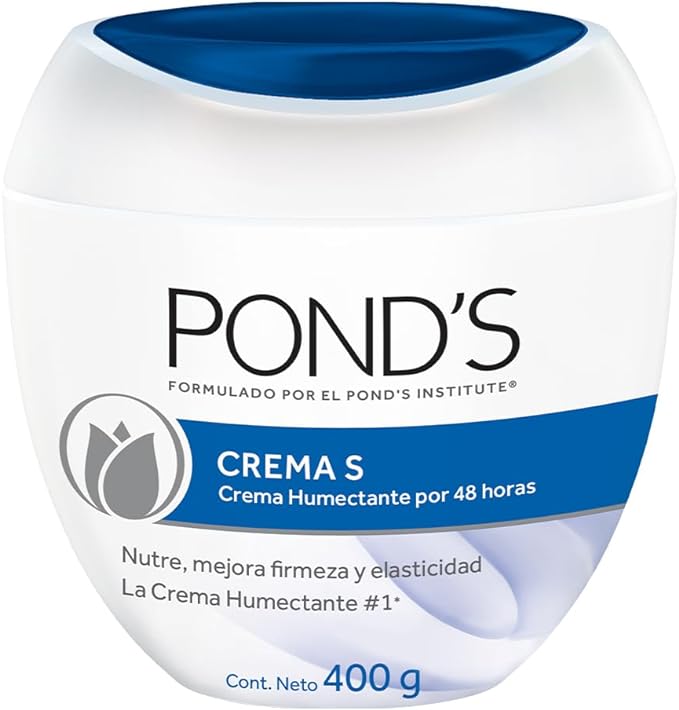 POND'S
FORMULADO POR EL POND'S INSTITUTE®
CREMA S
Crema Humectante por 48 horas
Nutre, mejora firmeza y elasticidad
La Crema Humectante #1*
Cont. Neto 400 g